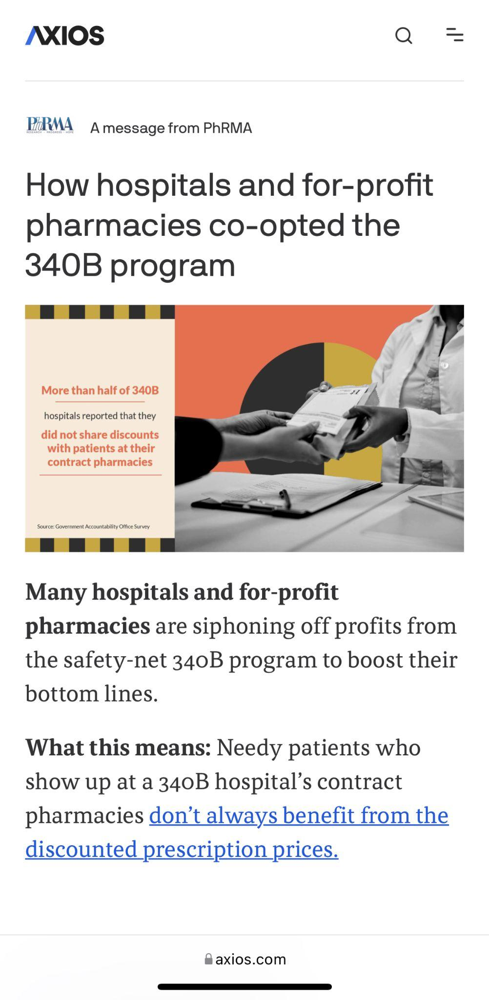 AXIOS
PhRMA
RESEARCH · PROGRESS · HOPE
A message from PhRMA
How hospitals and for-profit
pharmacies co-opted the
340B program
More than half of 340B
hospitals reported that they
did not share discounts
with patients at their
contract pharmacies
Source: Government Accountability Office Survey
Many hospitals and for-profit
pharmacies are siphoning off profits from
the safety-net 340B program to boost their
bottom lines.
What this means: Needy patients who
show up at a 340B hospital’s contract
pharmacies don’t always benefit from the
discounted prescription prices.
axios.com